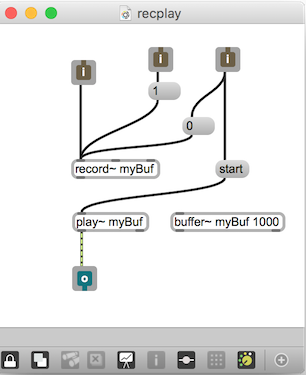 recplay
i
i
i
1
0
record~ myBuf
start
play~ myBuf
buffer~ myBuf 1000
i